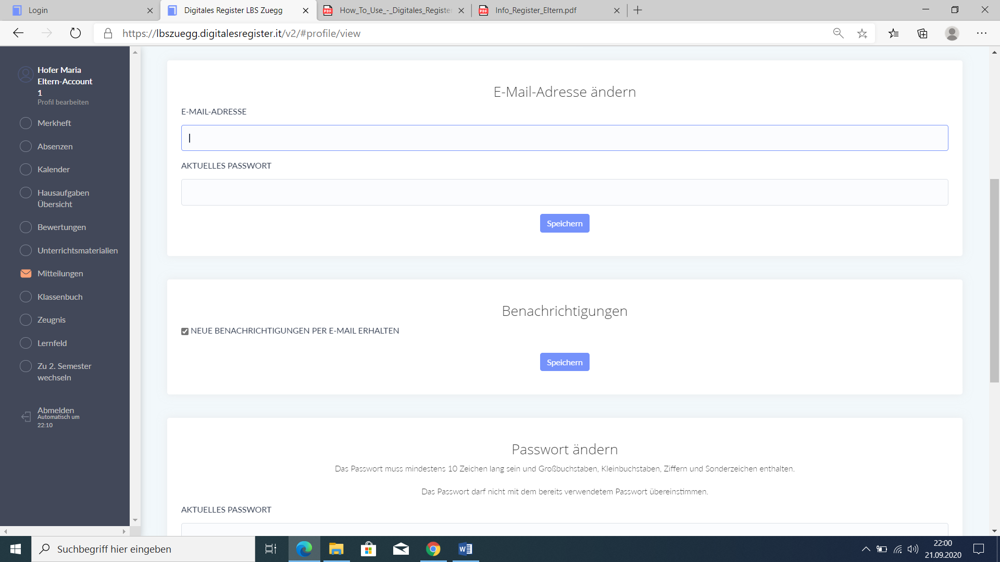 Login
Digitales Register LBS Zuegg
How_To_Use_-_Digitales_Registe
Info_Register_Eltern.pdf
https://lbszuegg.digitalesregister.it/v2/#profile/view
Hofer Maria
Eltern-Account
1
Profil bearbeiten
Merkheft
Absenzen
Kalender
Hausaufgaben
Übersicht
Bewertungen
Unterrichtsmaterialien
Mitteilungen
Klassenbuch
Zeugnis
Lernfeld
Zu 2. Semester
wechseln
Abmelden
Automatisch um
22:10
E-Mail-Adresse ändern
E-MAIL-ADRESSE
AKTUELLES PASSWORT
Speichern
Benachrichtigungen
NEUE BENACHRICHTIGUNGEN PER E-MAIL ERHALTEN
Speichern
Passwort ändern
Das Passwort muss mindestens 10 Zeichen lang sein und Großbuchstaben, Kleinbuchstaben, Ziffern und Sonderzeichen enthalten.
Das Passwort darf nicht mit dem bereits verwendetem Passwort übereinstimmen.
AKTUELLES PASSWORT
Suchbegriff hier eingeben
22:00
21.09.2020